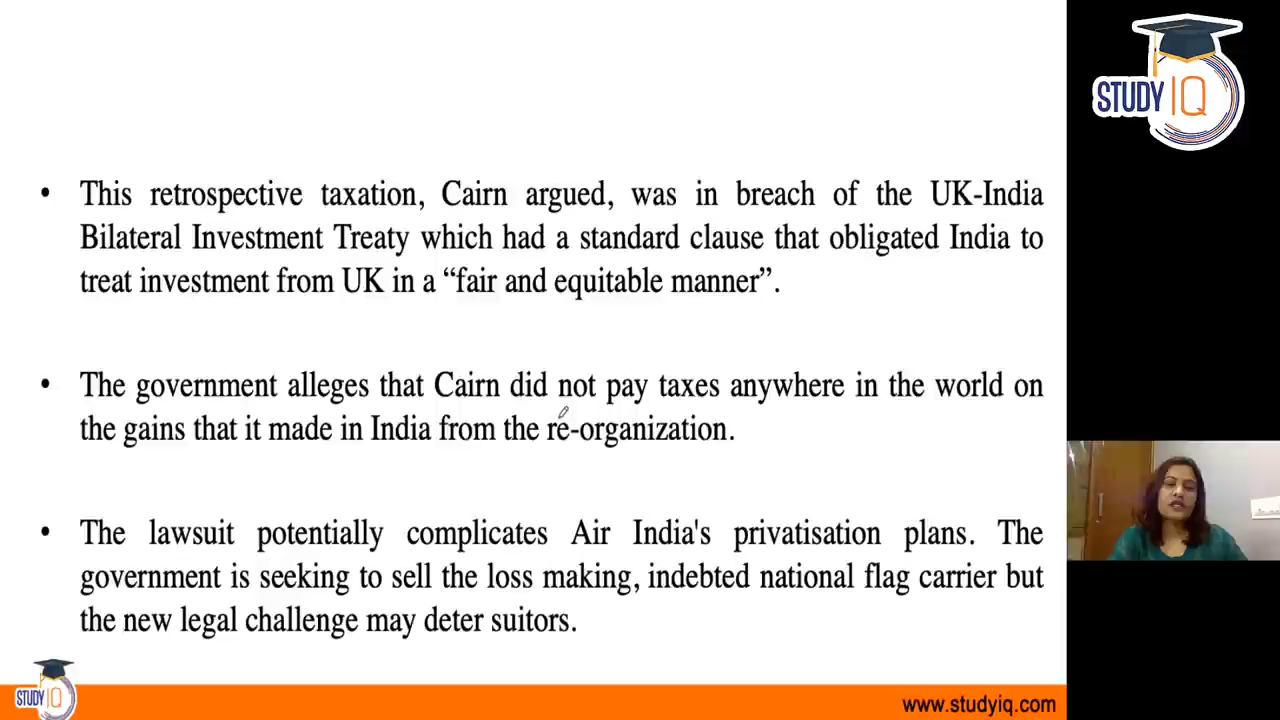 STUDY IQ
• This retrospective taxation, Cairn argued, was in breach of the UK-India
Bilateral Investment Treaty which had a standard clause that obligated India to
treat investment from UK in a “fair and equitable manner”.
• The government alleges that Cairn did not pay taxes anywhere in the world on
the gains that it made in India from the re-organization.
• The lawsuit potentially complicates Air India's privatisation plans. The
government is seeking to sell the loss making, indebted national flag carrier but
the new legal challenge may deter suitors.
STUDY IQ
www.studyiq.com